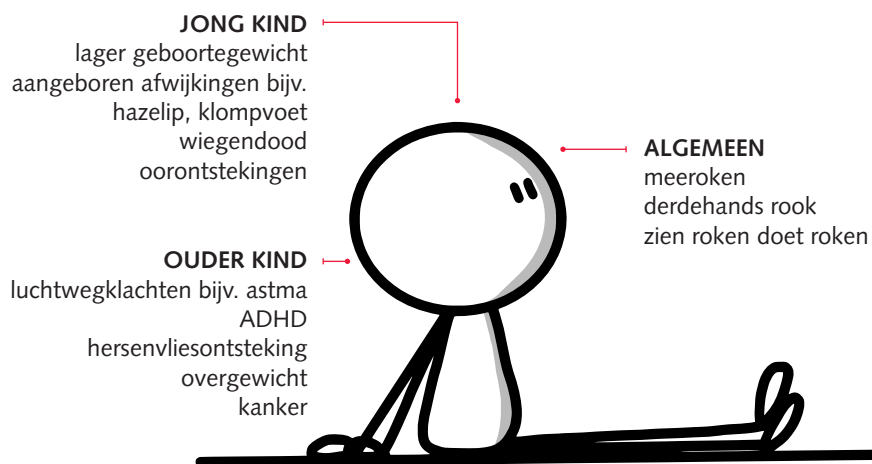 JONG KIND
lager geboortegewicht
aangeboren afwijkingen bijv.
hazelip, klompvoet
wiegendood
oorontstekingen
ALGEMEEN
meeroken
derdehands rook
zien roken doet roken
OUDER KIND
luchtwegklachten bijv. astma
ADHD
hersenvliesontsteking
overgewicht
kanker